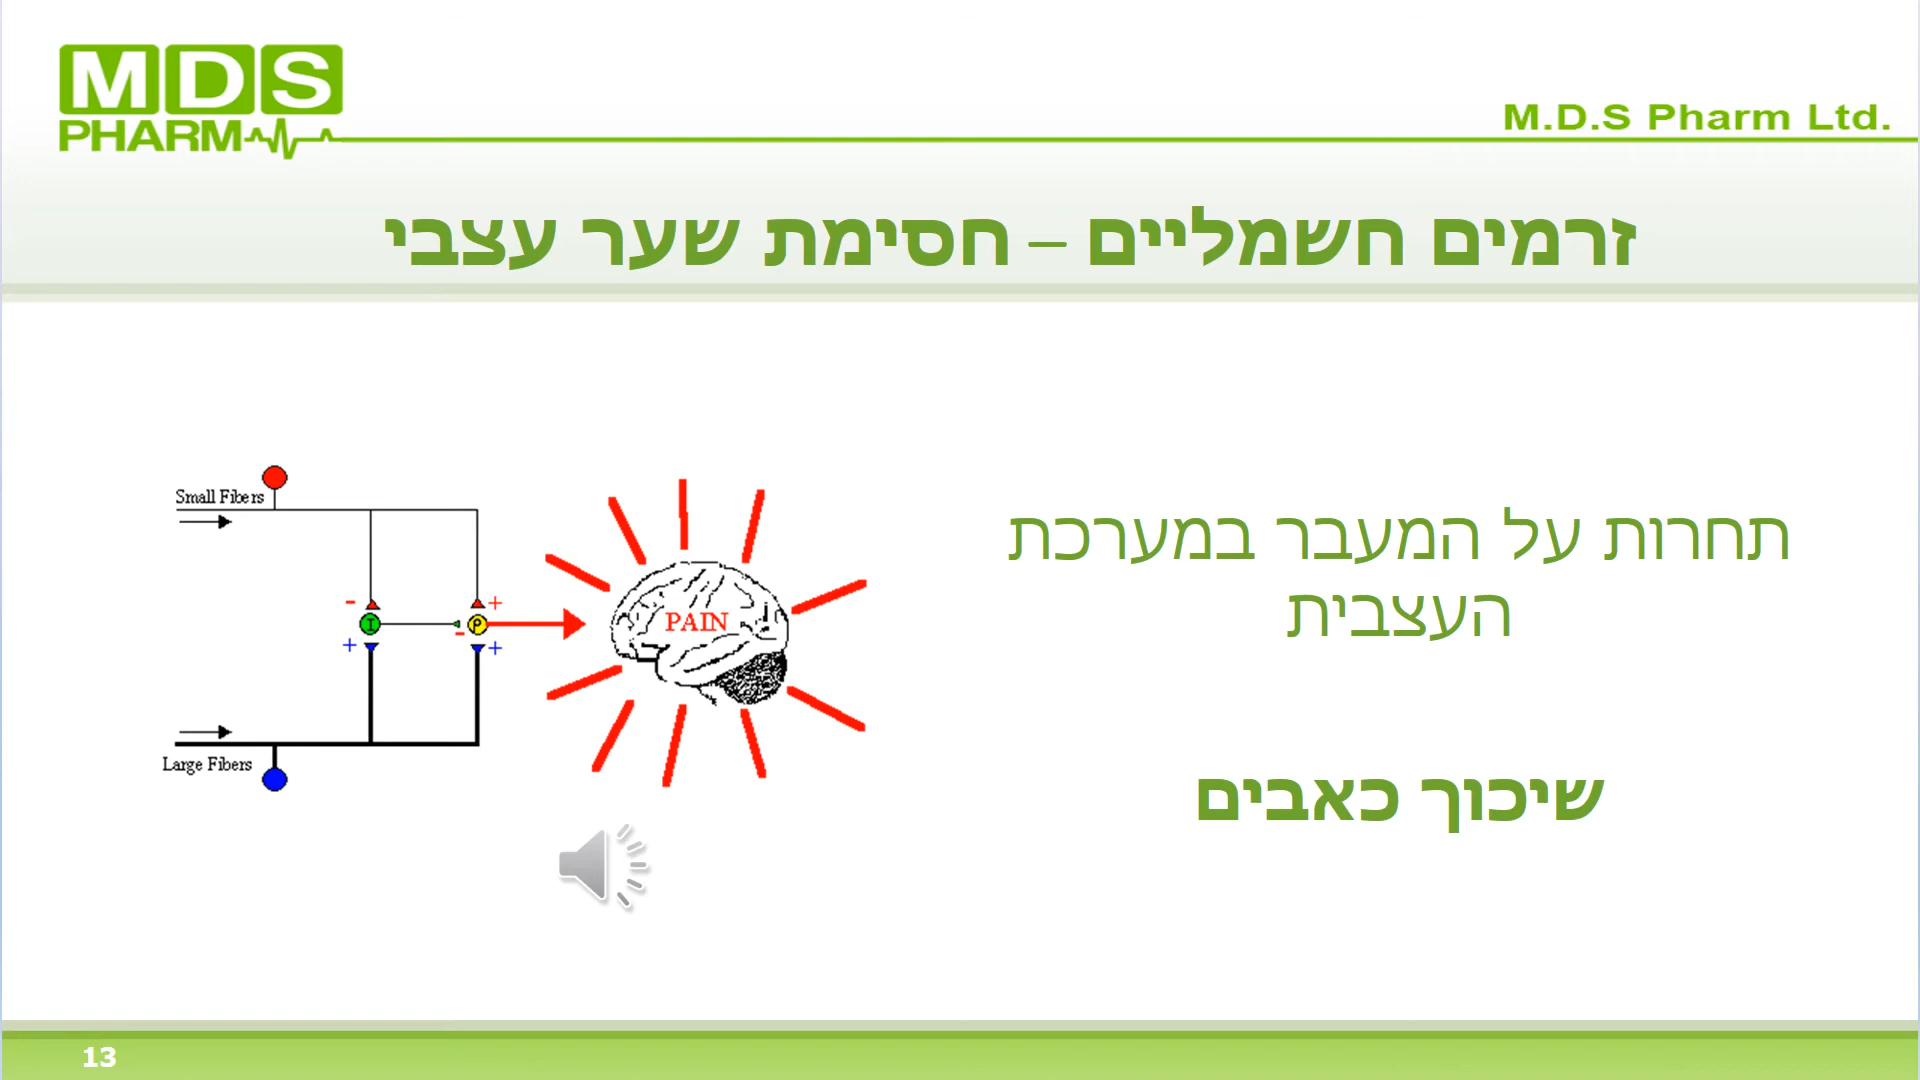 MDS
PHARM
M.D.S Pharm Ltd.
זרמים חשמליים – חסימת שער עצבי
תחרות על המעבר במערכת
העצבית
שיכוך כאבים
Small Fibers
- +
I - P
+ +
PAIN
Large Fibers
13